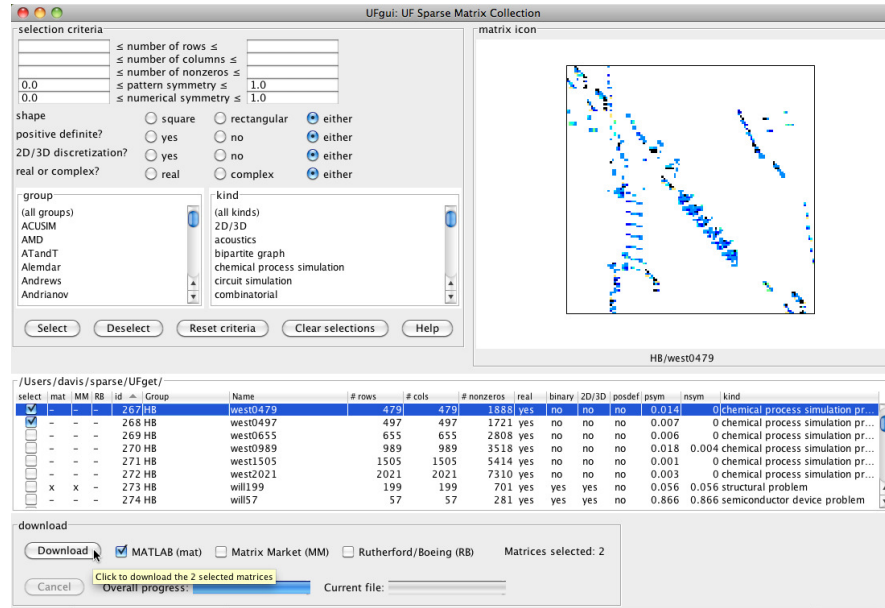 UFgui: UF Sparse Matrix Collection
selection criteria
≤ number of rows ≤
≤ number of columns ≤
≤ number of nonzeros ≤
0.0 ≤ pattern symmetry ≤ 1.0
0.0 ≤ numerical symmetry ≤ 1.0
shape square rectangular either
positive definite? yes no either
2D/3D discretization? yes no either
real or complex? real complex either
group
(all groups)
ACUSIM
AMD
ATandT
Alemdar
Andrews
Andrianov
kind
(all kinds)
2D/3D
acoustics
bipartite graph
chemical process simulation
circuit simulation
combinatorial
Select Deselect Reset criteria Clear selections Help
matrix icon
HB/west0479
/Users/davis/sparse/UFget/
select mat MM RB id Group Name # rows # cols # nonzeros real binary 2D/3D posdef psym nsym kind
- - - 267 HB west0479 479 479 1888 yes no no no 0.014 0 chemical process simulation pr...
- - - 268 HB west0497 497 497 1721 yes no no no 0.007 0 chemical process simulation pr...
- - - 269 HB west0655 655 655 2808 yes no no no 0.006 0 chemical process simulation pr...
- - - 270 HB west0989 989 989 3518 yes no no no 0.018 0.004 chemical process simulation pr...
- - - 271 HB west1505 1505 1505 5414 yes no no no 0.001 0 chemical process simulation pr...
- - - 272 HB west2021 2021 2021 7310 yes no no no 0.003 0 chemical process simulation pr...
x x - 273 HB will199 199 199 701 yes yes yes no 0.056 0.056 structural problem
- - - 274 HB will57 57 57 281 yes yes yes no 0.866 0.866 semiconductor device problem
download
Download MATLAB (mat) Matrix Market (MM) Rutherford/Boeing (RB) Matrices selected: 2
Click to download the 2 selected matrices
Cancel Overall progress: Current file: